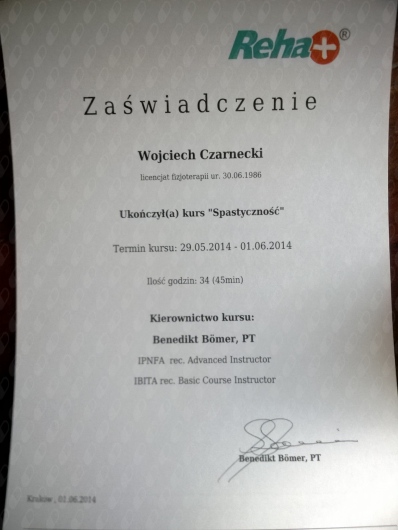 Reha+®
Zaświadczenie
Wojciech Czarnecki
licencjat fizjoterapii ur. 30.06.1986
Ukończył(a) kurs "Spastyczność"
Termin kursu: 29.05.2014 - 01.06.2014
Ilość godzin: 34 (45min)
Kierownictwo kursu:
Benedikt Bömer, PT
IPNFA rec. Advanced Instructor
IBITA rec. Basic Course Instructor
Benedikt Bömer, PT
Krakow , 01.06.2014